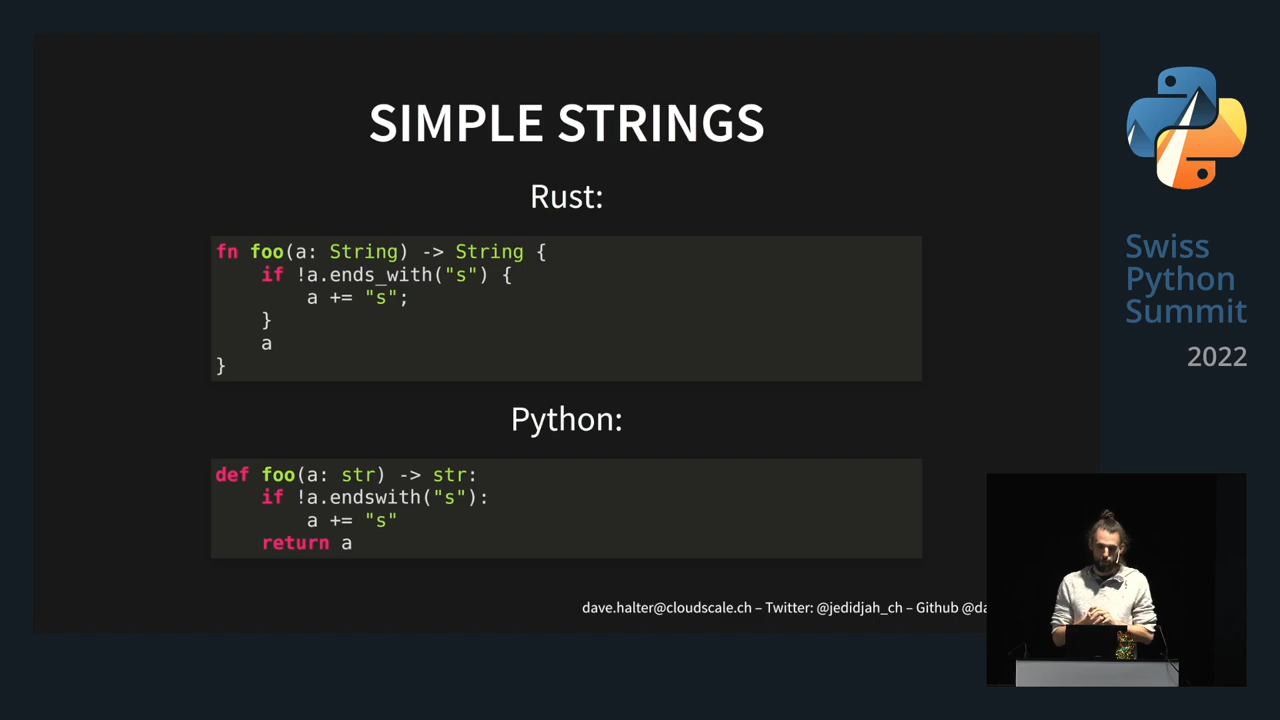 SIMPLE STRINGS
Rust:
fn foo(a: String) -> String {
    if !a.ends_with("s") {
        a += "s";
    }
    a
}
Python:
def foo(a: str) -> str:
    if !a.endswith("s"):
        a += "s"
    return a
dave.halter@cloudscale.ch – Twitter: @jedidjah_ch – Github @da
Swiss
Python
Summit
2022